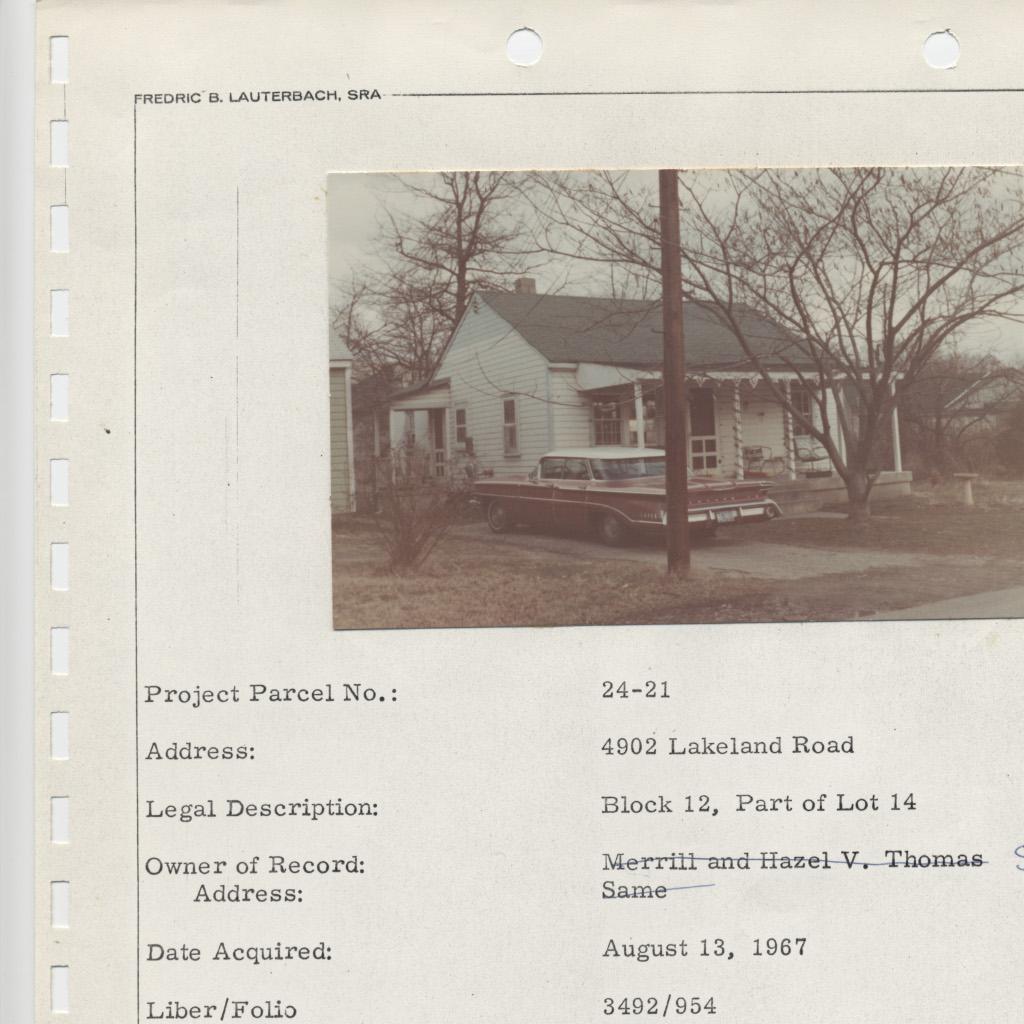 FREDRIC B. LAUTERBACH, SRA
Project Parcel No.: 24-21
Address: 4902 Lakeland Road
Legal Description: Block 12, Part of Lot 14
Owner of Record: Merrill and Hazel V. Thomas
Address: Same
Date Acquired: August 13, 1967
Liber/Folio 3492/954